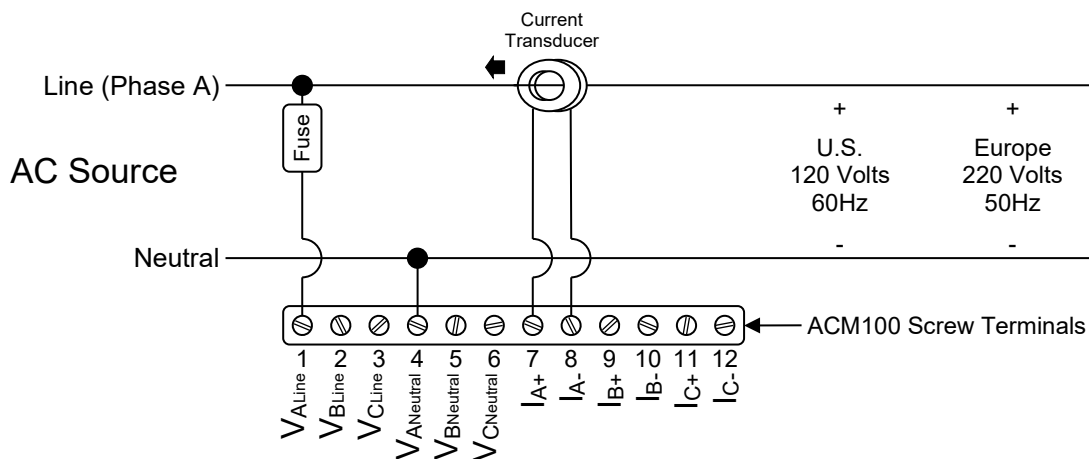 Current
Transducer
Line (Phase A)
Fuse
AC Source
+
U.S.
120 Volts
60Hz
-
+
Europe
220 Volts
50Hz
-
Neutral
ACM100 Screw Terminals
1 2 3 4 5 6 7 8 9 10 11 12
VALine
VBLine
VCLine
VANeutral
VBNeutral
VCNeutral
IA+
IA-
IB+
IB-
IC+
IC-